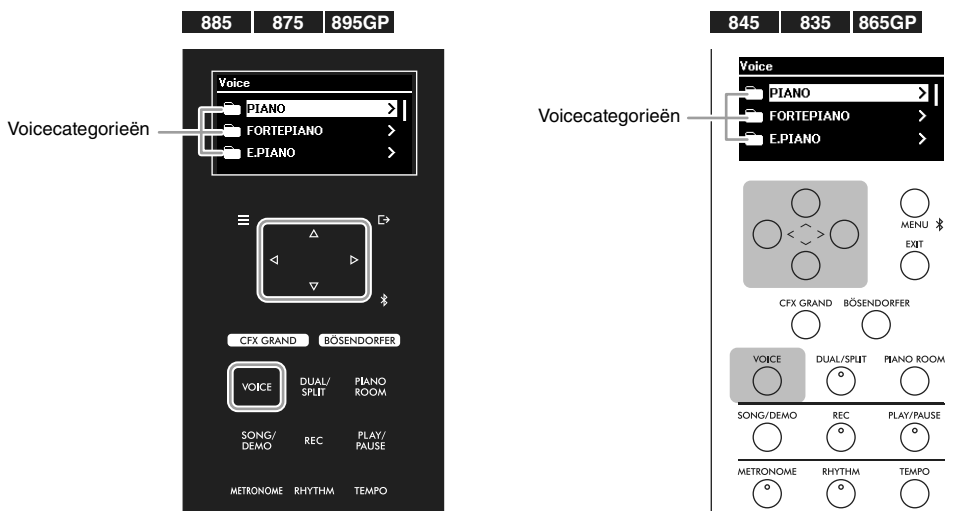 885 875 895GP
Voice
PIANO
FORTEPIANO
E.PIANO
Voicecategorieën
CFX GRAND BÖSENDORFER
VOICE DUAL/SPLIT PIANO ROOM
SONG/DEMO REC PLAY/PAUSE
METRONOME RHYTHM TEMPO
845 835 865GP
Voice
PIANO
FORTEPIANO
E.PIANO
Voicecategorieën
MENU
EXIT
CFX GRAND BÖSENDORFER
VOICE DUAL/SPLIT PIANO ROOM
SONG/DEMO REC PLAY/PAUSE
METRONOME RHYTHM TEMPO